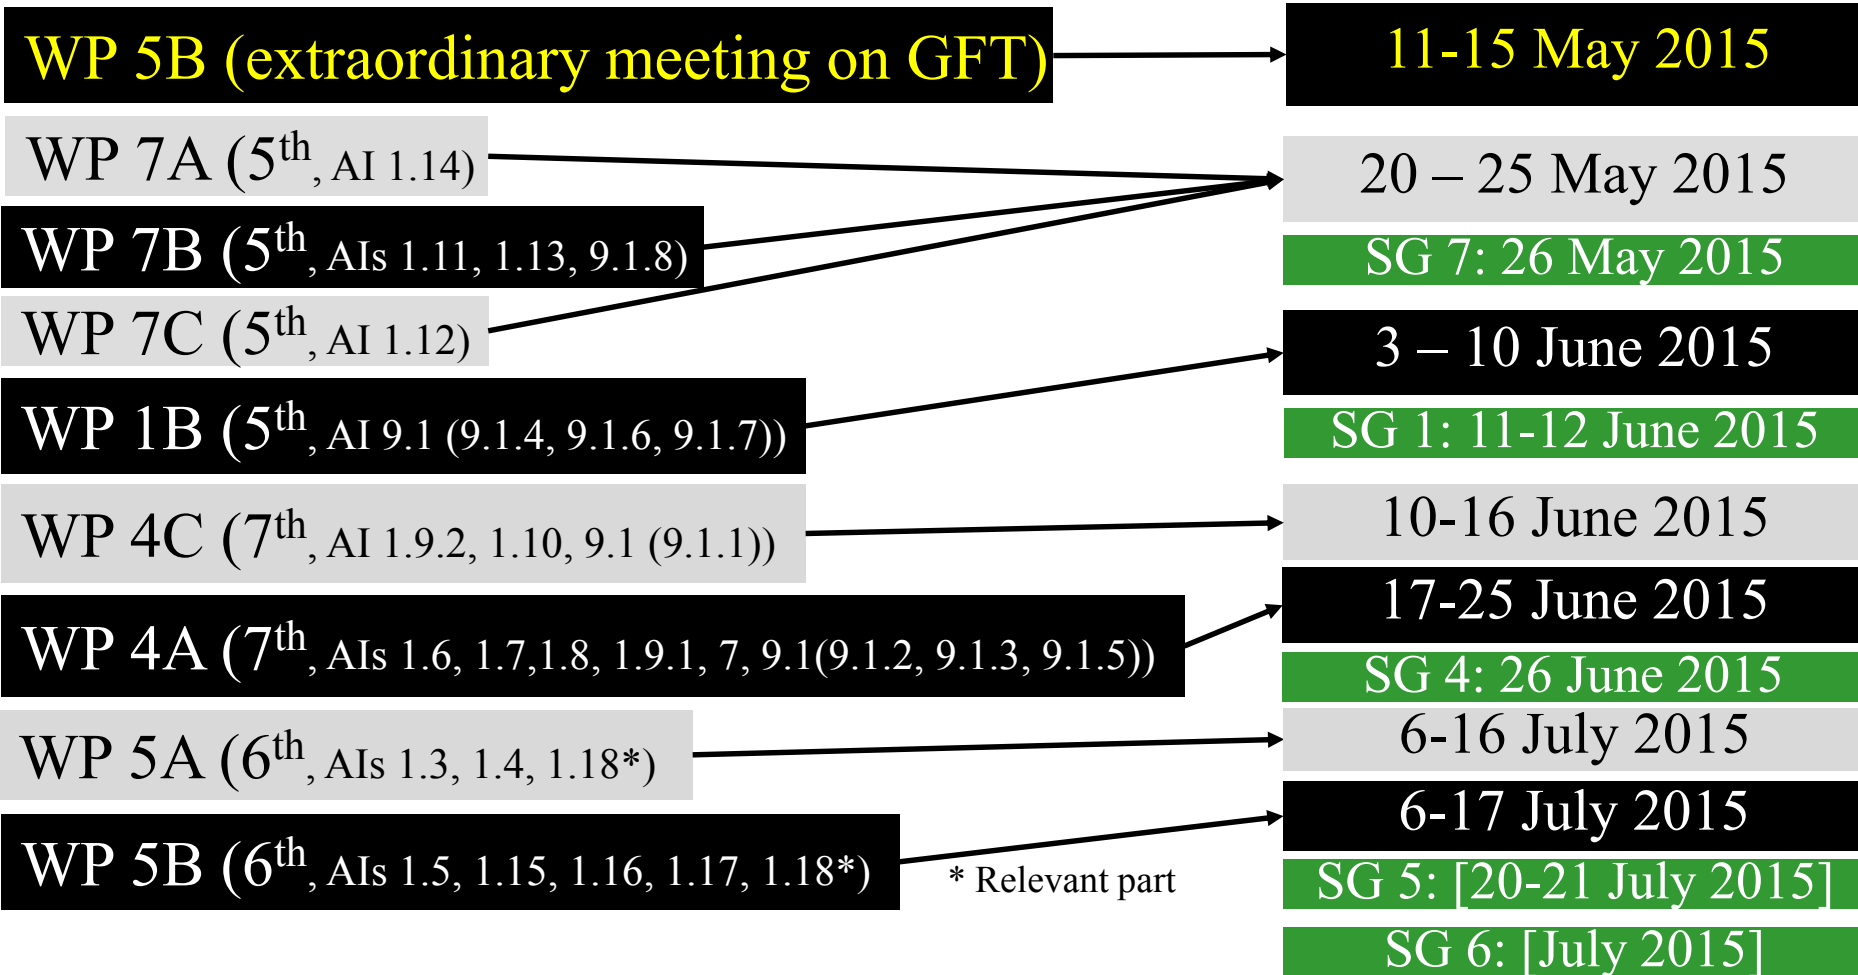 WP 5B (extraordinary meeting on GFT)
11-15 May 2015
WP 7A (5th, AI 1.14)
20 – 25 May 2015
WP 7B (5th, AIs 1.11, 1.13, 9.1.8)
SG 7: 26 May 2015
WP 7C (5th, AI 1.12)
3 – 10 June 2015
WP 1B (5th, AI 9.1 (9.1.4, 9.1.6, 9.1.7))
SG 1: 11-12 June 2015
WP 4C (7th, AI 1.9.2, 1.10, 9.1 (9.1.1))
10-16 June 2015
WP 4A (7th, AIs 1.6, 1.7,1.8, 1.9.1, 7, 9.1(9.1.2, 9.1.3, 9.1.5))
17-25 June 2015
SG 4: 26 June 2015
WP 5A (6th, AIs 1.3, 1.4, 1.18*)
6-16 July 2015
WP 5B (6th, AIs 1.5, 1.15, 1.16, 1.17, 1.18*)
6-17 July 2015
* Relevant part
SG 5: [20-21 July 2015]
SG 6: [July 2015]